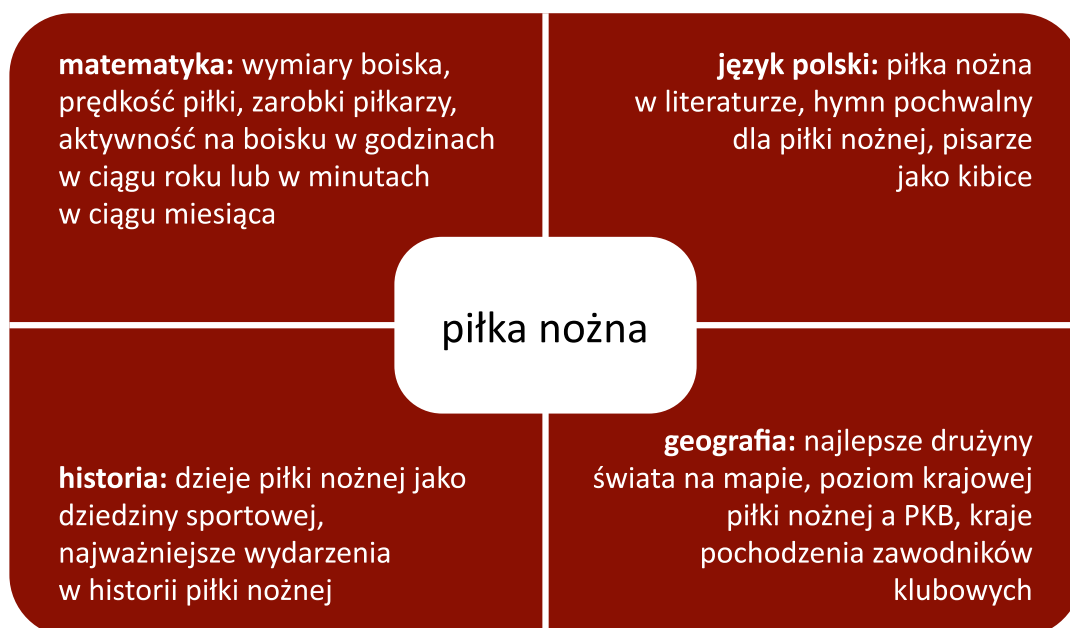 matematyka: wymiary boiska,
prędkość piłki, zarobki piłkarzy,
aktywność na boisku w godzinach
w ciągu roku lub w minutach
w ciągu miesiąca
język polski: piłka nożna
w literaturze, hymn pochwalny
dla piłki nożnej, pisarze
jako kibice
piłka nożna
historia: dzieje piłki nożnej jako
dziedziny sportowej,
najważniejsze wydarzenia
w historii piłki nożnej
geografia: najlepsze drużyny
świata na mapie, poziom krajowej
piłki nożnej a PKB, kraje
pochodzenia zawodników
klubowych